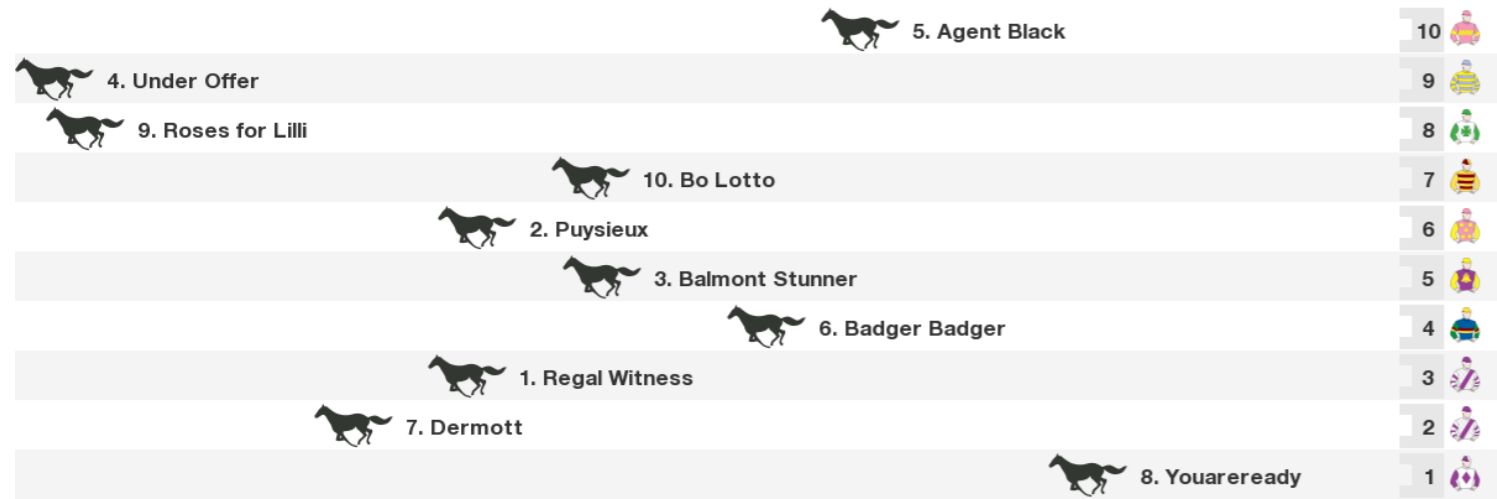 5. Agent Black 10
4. Under Offer 9
9. Roses for Lilli 8
10. Bo Lotto 7
2. Puysieux 6
3. Balmont Stunner 5
6. Badger Badger 4
1. Regal Witness 3
7. Dermott 2
8. Youareready 1